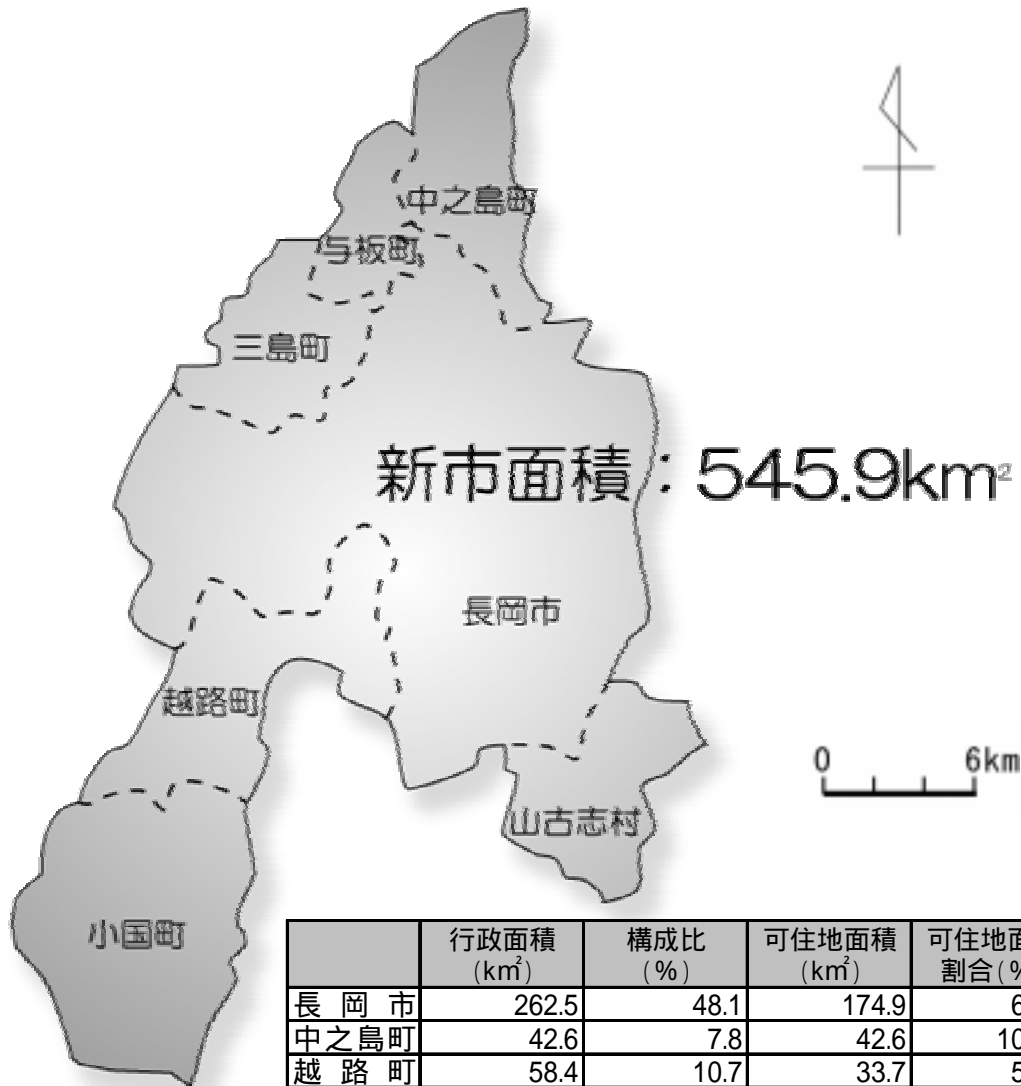 中之島町
与板町
三島町
新市面積：545.9km²
長岡市
越路町
0 6km
山古志村
小国町
行政面積 構成比 可住地面積
(km²) (%) (km²) 割合(%
長岡市 262.5 48.1 174.9
中之島町 42.6 7.8 42.6
越路町 58.4 10.7 33.7